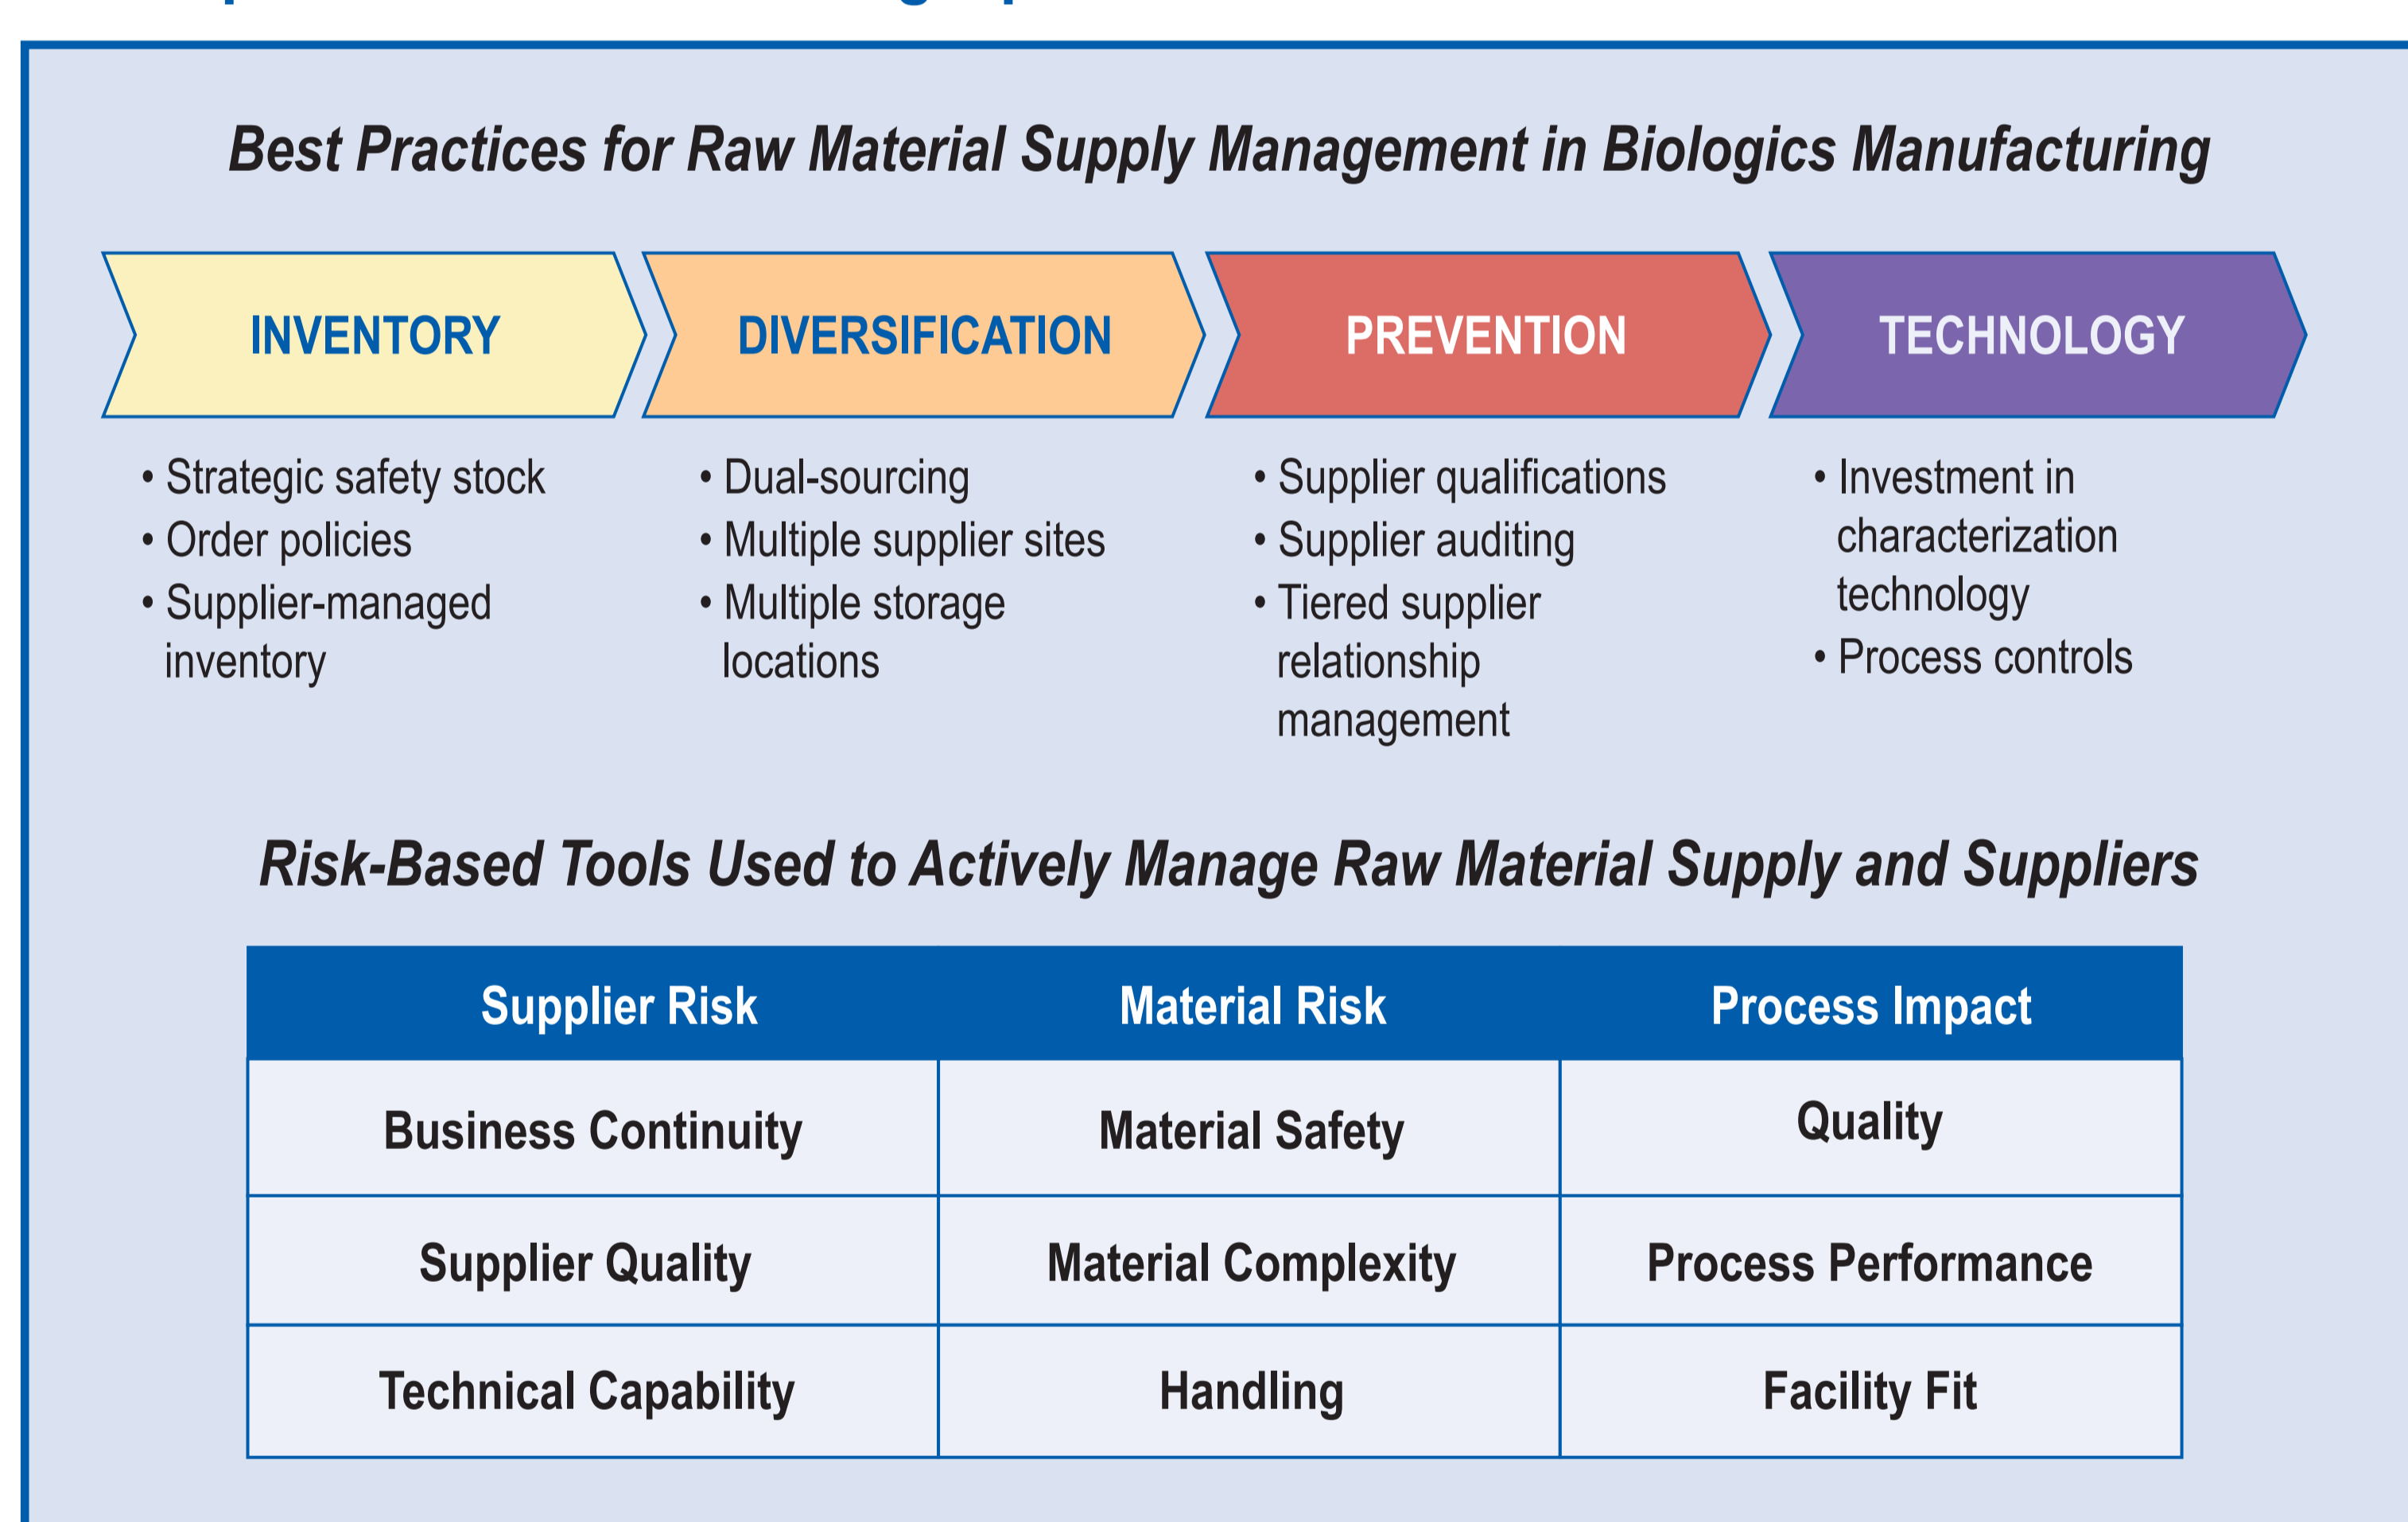 Best Practices for Raw Material Supply Management in Biologics Manufacturing
INVENTORY
• Strategic safety stock
• Order policies
• Supplier-managed
inventory
DIVERSIFICATION
• Dual-sourcing
• Multiple supplier sites
• Multiple storage
locations
PREVENTION
• Supplier qualifications
• Supplier auditing
• Tiered supplier
relationship
management
TECHNOLOGY
• Investment in
characterization
technology
• Process controls
Risk-Based Tools Used to Actively Manage Raw Material Supply and Suppliers
Supplier Risk Material Risk Process Impact
Business Continuity Material Safety Quality
Supplier Quality Material Complexity Process Performance
Technical Capability Handling Facility Fit